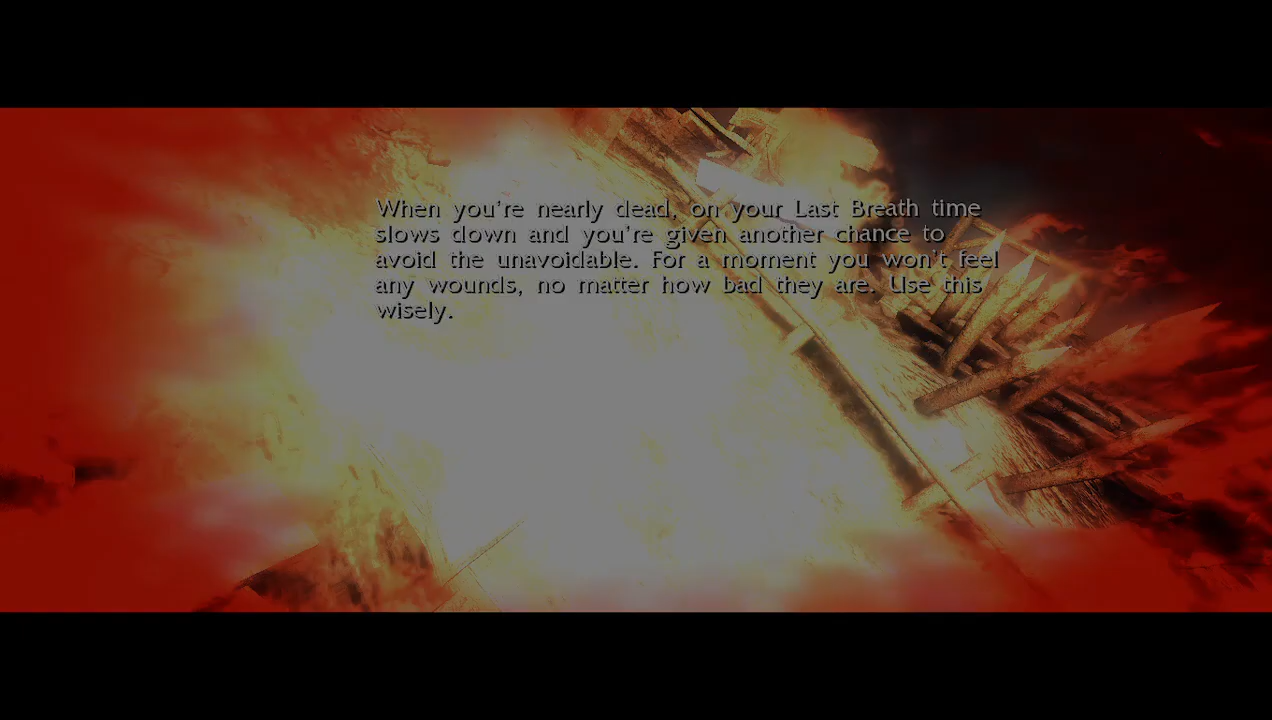 When you're nearly dead, on your Last Breath time
slows down and you're given another chance to
avoid the unavoidable. For a moment you won't feel
any wounds, no matter how bad they are. Use this
wisely.